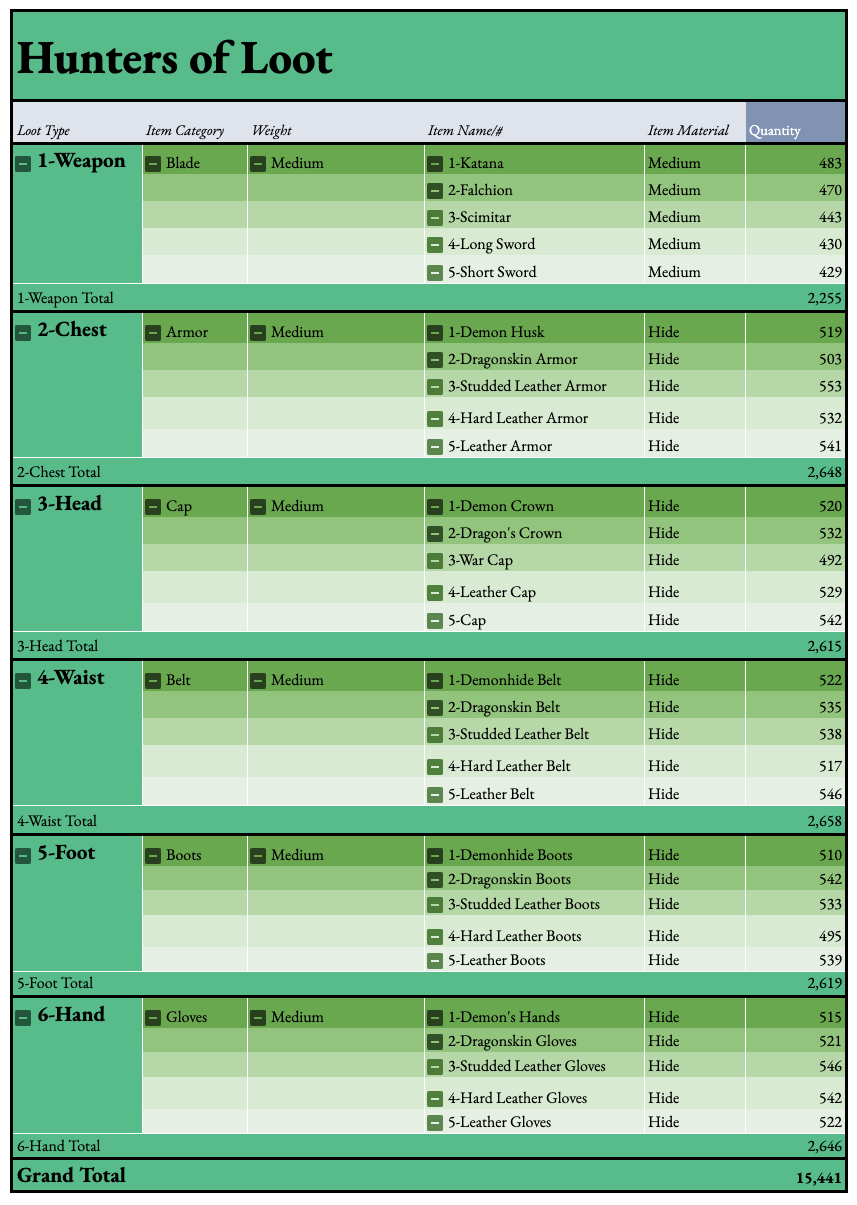 Hunters of Loot
Loot Type Item Category Weight Item Name/# Item Material Quantity
1-Weapon Blade Medium 1-Katana Medium 483
2-Falchion Medium 470
3-Scimitar Medium 443
4-Long Sword Medium 430
5-Short Sword Medium 429
1-Weapon Total 2,255
2-Chest Armor Medium 1-Demon Husk Hide 519
2-Dragonskin Armor Hide 503
3-Studded Leather Armor Hide 553
4-Hard Leather Armor Hide 532
5-Leather Armor Hide 541
2-Chest Total 2,648
3-Head Cap Medium 1-Demon Crown Hide 520
2-Dragon's Crown Hide 532
3-War Cap Hide 492
4-Leather Cap Hide 529
5-Cap Hide 542
3-Head Total 2,615
4-Waist Belt Medium 1-Demonhide Belt Hide 522
2-Dragonskin Belt Hide 535
3-Studded Leather Belt Hide 538
4-Hard Leather Belt Hide 517
5-Leather Belt Hide 546
4-Waist Total 2,658
5-Foot Boots Medium 1-Demonhide Boots Hide 510
2-Dragonskin Boots Hide 542
3-Studded Leather Boots Hide 533
4-Hard Leather Boots Hide 495
5-Leather Boots Hide 539
5-Foot Total 2,619
6-Hand Gloves Medium 1-Demon's Hands Hide 515
2-Dragonskin Gloves Hide 521
3-Studded Leather Gloves Hide 546
4-Hard Leather Gloves Hide 542
5-Leather Gloves Hide 522
6-Hand Total 2,646
Grand Total 15,441